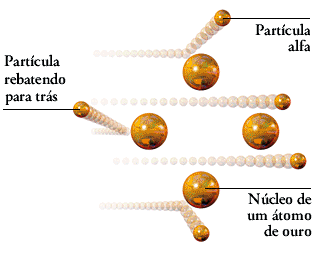 Partícula
alfa
Partícula
rebatendo
para trás
Núcleo de
um átomo
de ouro